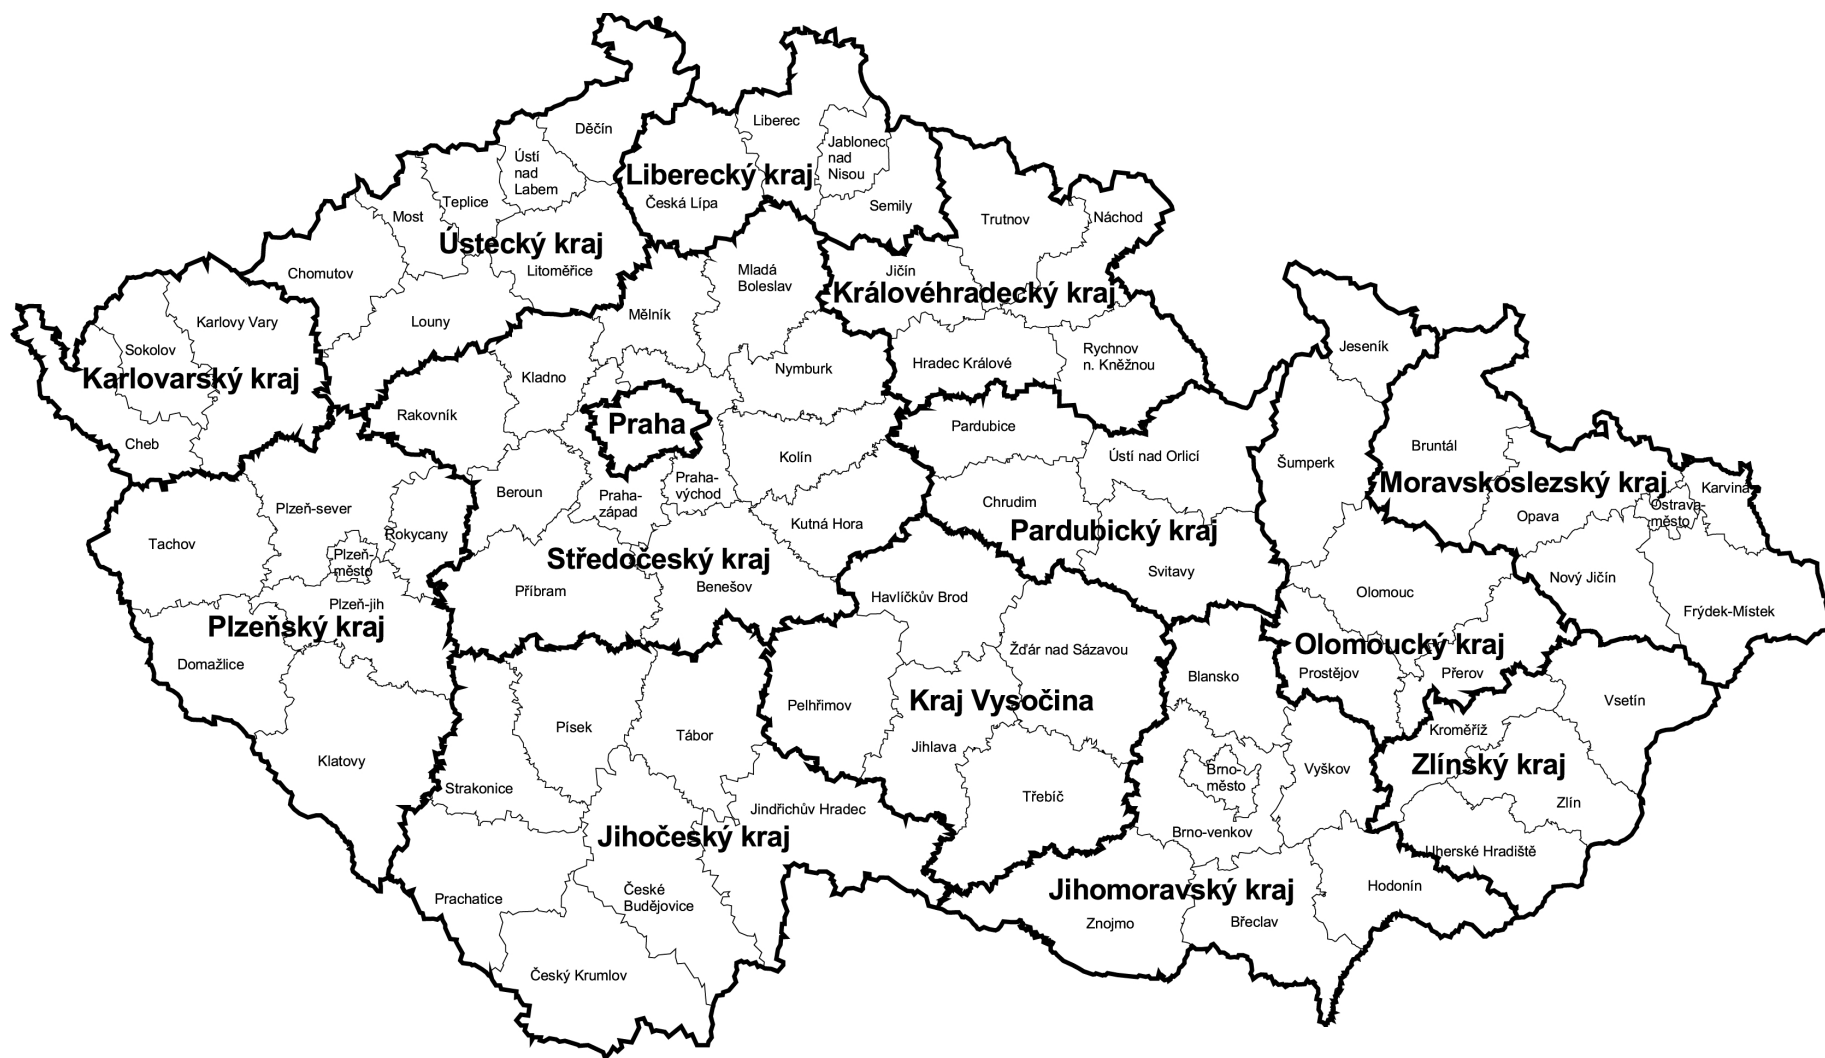 Děčín
Liberec
Ústí
nad
Labem
Jablonec
nad
Nisou
Liberecký kraj
Česká Lípa
Semily
Teplice
Most
Ústecký kraj
Litoměřice
Chomutov
Louny
Trutnov
Náchod
Jičín
Královéhradecký kraj
Hradec Králové
Rychnov
n. Kněžnou
Mladá
Boleslav
Mělník
Nymburk
Karlovy Vary
Sokolov
Karlovarský kraj
Cheb
Kladno
Rakovník
Praha
Kolín
Beroun
Praha-
západ
Praha-
východ
Kutná Hora
Středočeský kraj
Příbram
Benešov
Pardubice
Ústí nad Orlicí
Chrudim
Pardubický kraj
Svitavy
Jeseník
Šumperk
Bruntál
Moravskoslezský kraj
Karviná
Ostrava-
město
Opava
Nový Jičín
Frýdek-Místek
Plzeň-sever
Rokycany
Tachov
Plzeň-
město
Plzeň-jih
Plzeňský kraj
Domažlice
Klatovy
Olomouc
Olomoucký kraj
Prostějov
Přerov
Havlíčkův Brod
Žďár nad Sázavou
Kraj Vysočina
Pelhřimov
Jihlava
Třebíč
Písek
Tábor
Strakonice
Jindřichův Hradec
Jihočeský kraj
Prachatice
České
Budějovice
Český Krumlov
Blansko
Brno-
město
Vyškov
Brno-venkov
Jihomoravský kraj
Znojmo
Břeclav
Hodonín
Vsetín
Kroměříž
Zlínský kraj
Zlín
Uherské Hradiště